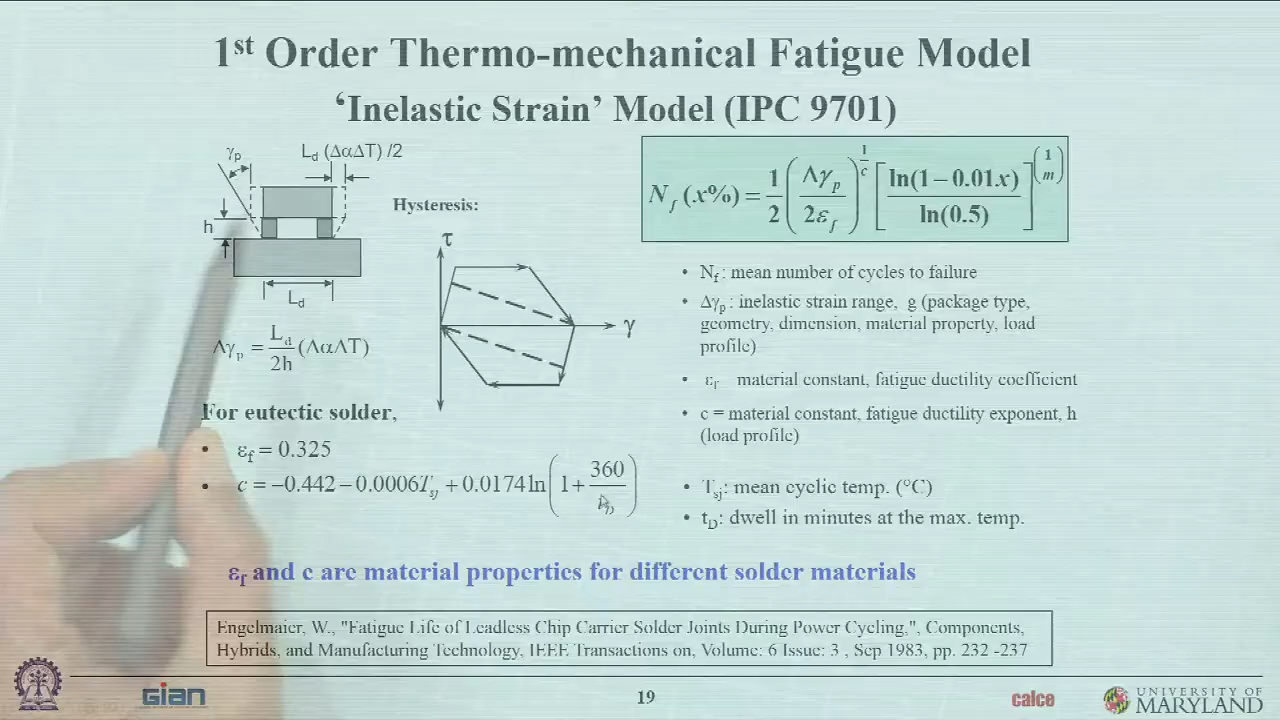 1st Order Thermo-mechanical Fatigue Model
‘Inelastic Strain’ Model (IPC 9701)
γp
Ld (ΔαΔT) /2
h
Ld
Hysteresis:
τ
γ
Nf (x%) = 1/2 (Δγp / 2εf)^(1/c) [ln(1 – 0.01x) / ln(0.5)]^(1/m)
Δγp = Ld/2h (ΔαΔT)
For eutectic solder,
• εf = 0.325
• c = –0.442 – 0.0006Tsj + 0.0174 ln(1 + 360/tD)
• Nf : mean number of cycles to failure
• Δγp : inelastic strain range, g (package type,
geometry, dimension, material property, load
profile)
• εf material constant, fatigue ductility coefficient
• c = material constant, fatigue ductility exponent, h
(load profile)
• Tsj: mean cyclic temp. (°C)
• tD: dwell in minutes at the max. temp.
εf and c are material properties for different solder materials
Engelmaier, W., "Fatigue Life of Leadless Chip Carrier Solder Joints During Power Cycling,", Components,
Hybrids, and Manufacturing Technology, IEEE Transactions on, Volume: 6 Issue: 3 , Sep 1983, pp. 232 -237
GIAN
19
calce
UNIVERSITY OF
MARYLAND